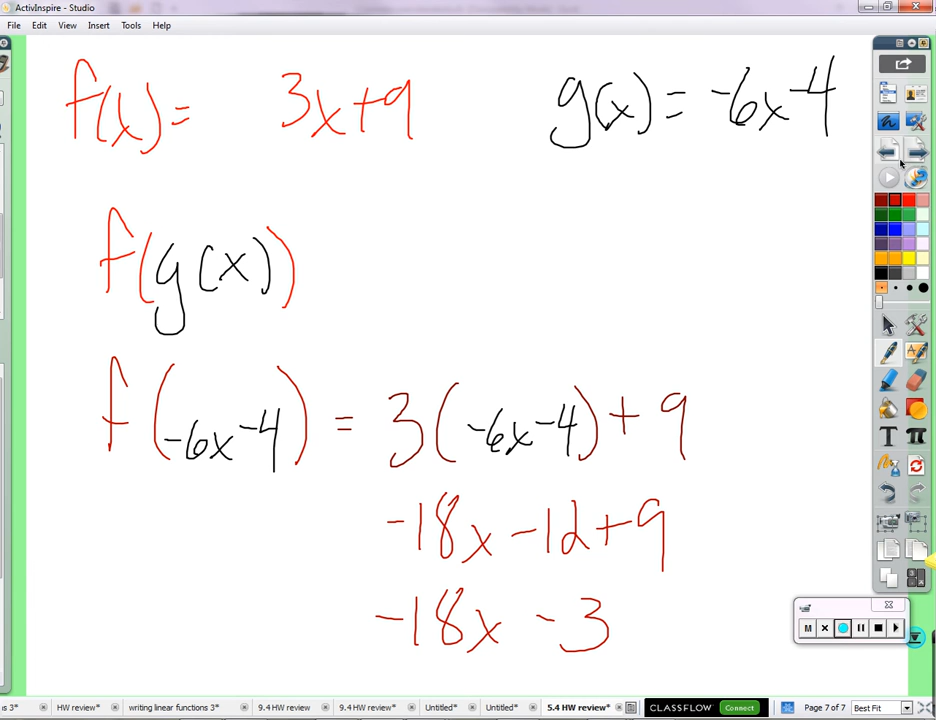 ActivInspire - Studio
File Edit View Insert Tools Help
f(x) = 3x+9 g(x) = -6x-4
f(g(x))
f(-6x-4) = 3(-6x-4)+9
-18x-12+9
-18x-3
M
is 3* HW review* writing linear functions 3* 9.4 HW review* 9.4 HW review* Untitled* Untitled* 5.4 HW review* CLASSFLOW Connect Page 7 of 7 Best Fit